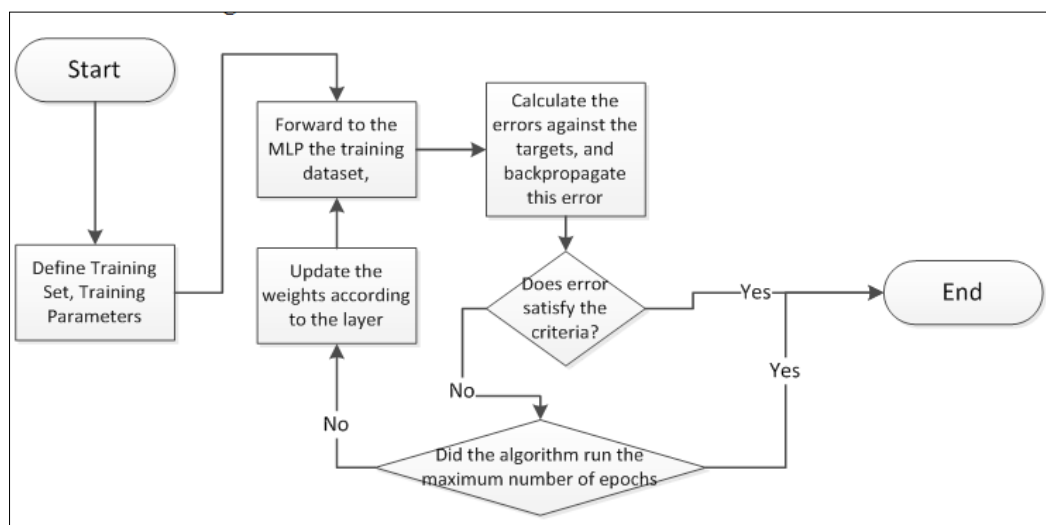 Start
Define Training
Set, Training
Parameters
Forward to the
MLP the training
dataset,
Calculate the
errors against the
targets, and
backpropagate
this error
Does error
satisfy the
criteria?
Yes
End
No
Did the algorithm run the
maximum number of epochs
Yes
No
Update the
weights according
to the layer